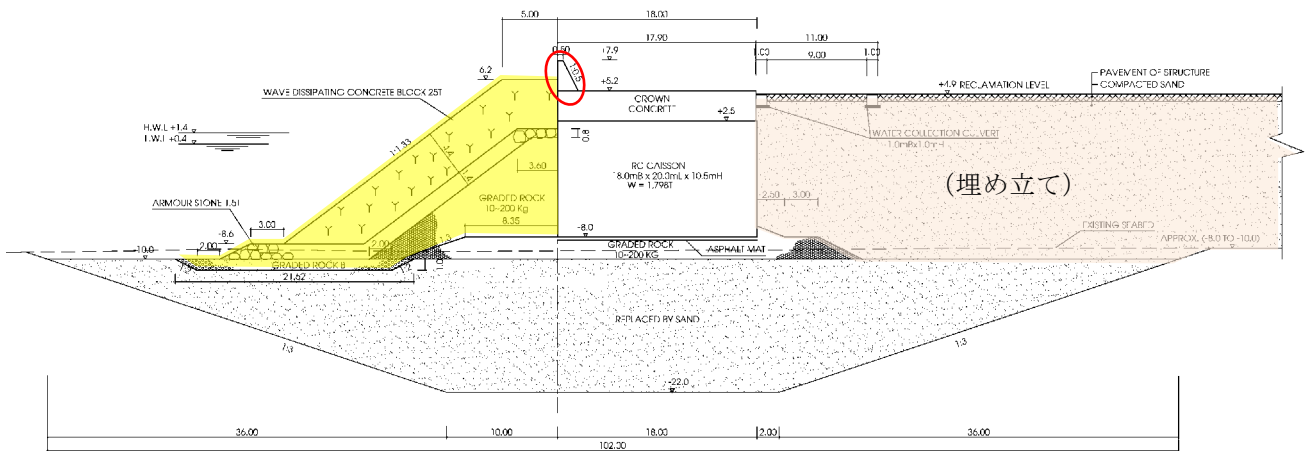 5.00
18.00
17.90
11.00
0.50
+7.9
1:0.5
1.00
9.00
1.00
6.2
+5.2
PAVEMENT OF STRUCTURE
COMPACTED SAND
+4.9 RECLAMATION LEVEL
WAVE DISSIPATING CONCRETE BLOCK 25T
CROWN
CONCRETE
+2.5
H.W.L +1.4
L.W.L +0.4
1:1.33
0.8
WATER COLLECTION CULVERT
1.0mBx1.0mH
3.60
RC CAISSON
18.0mB x 20.0mL x 10.5mH
W = 1,798T
(埋め立て)
GRADED ROCK
10~200 Kg
2.50
3.00
ARMOUR STONE 1.5T
3.00
8.35
-8.0
EXISTING SEABED
-8.6
2.00
2.00
GRADED ROCK
10~200 KG
ASPHALT MAT
APPROX. (-8.0 TO -10.0)
-10.0
GRADED ROCK B
21.62
REPLACED BY SAND
1:3
1:3
-22.0
36.00
10.00
18.00
2.00
36.00
102.00